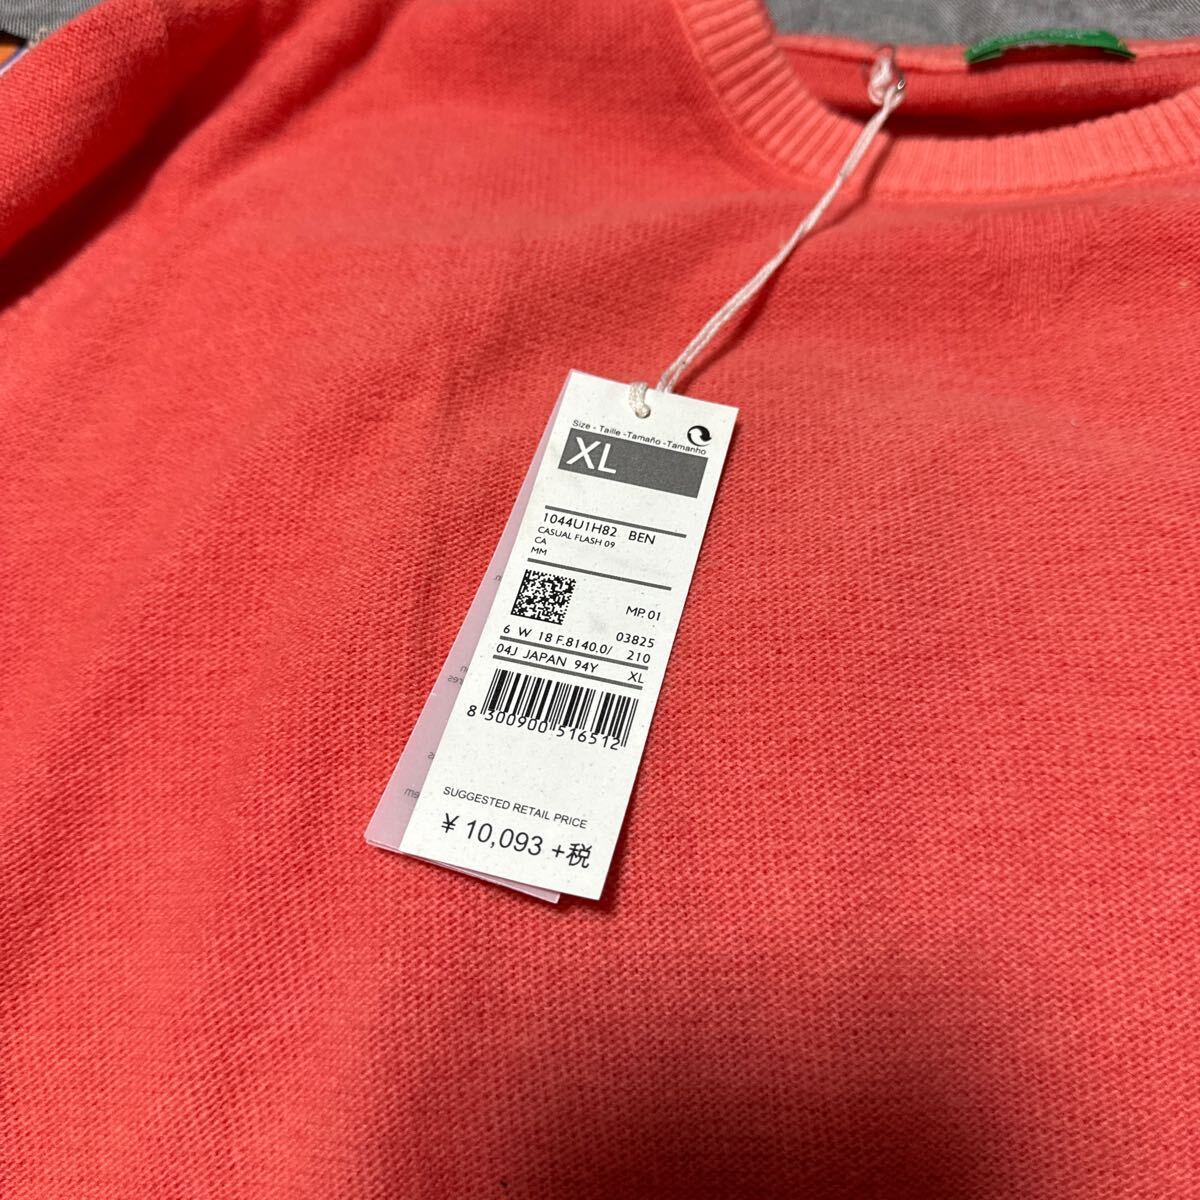 Size - Taille -Tamaño -Tamanho
XL
1044U1H82 BEN
CASUAL FLASH 09
CA
MM
MP. 01
03825
6 W 18 F.8140.0/ 210
04J JAPAN 94Y XL
8 300900 516512
SUGGESTED RETAIL PRICE
¥ 10,093 +税